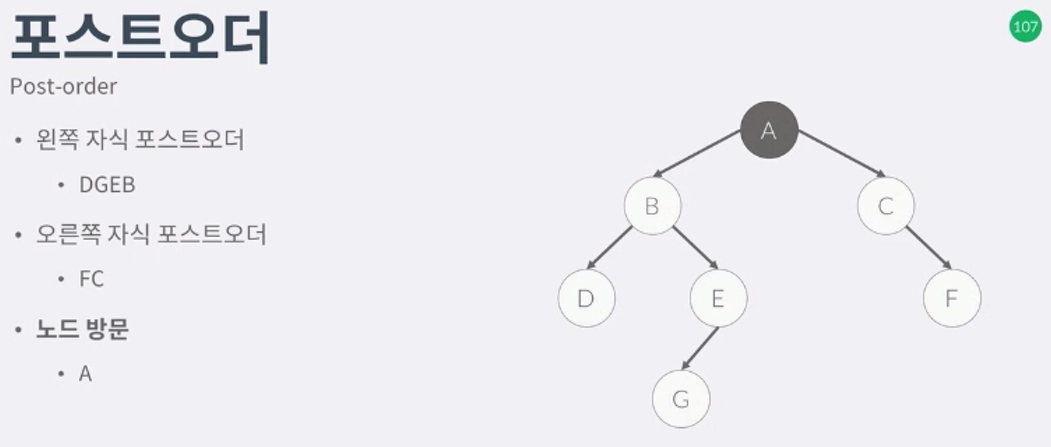 포스트오더
107
Post-order
• 왼쪽 자식 포스트오더
• DGEB
• 오른쪽 자식 포스트오더
• FC
• 노드 방문
• A
A
B
C
D
E
F
G